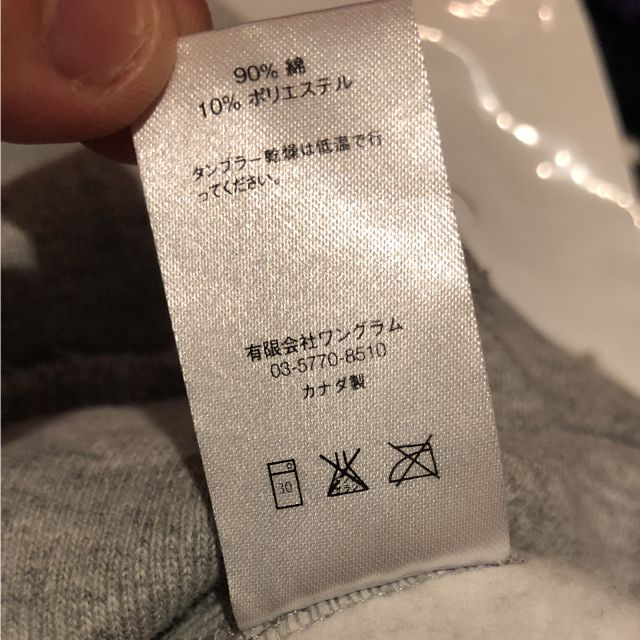 90% 綿
10% ポリエステル
タンブラー乾燥は低温で行
ってください。
有限会社ワングラム
03-5770-8510
カナダ製
30